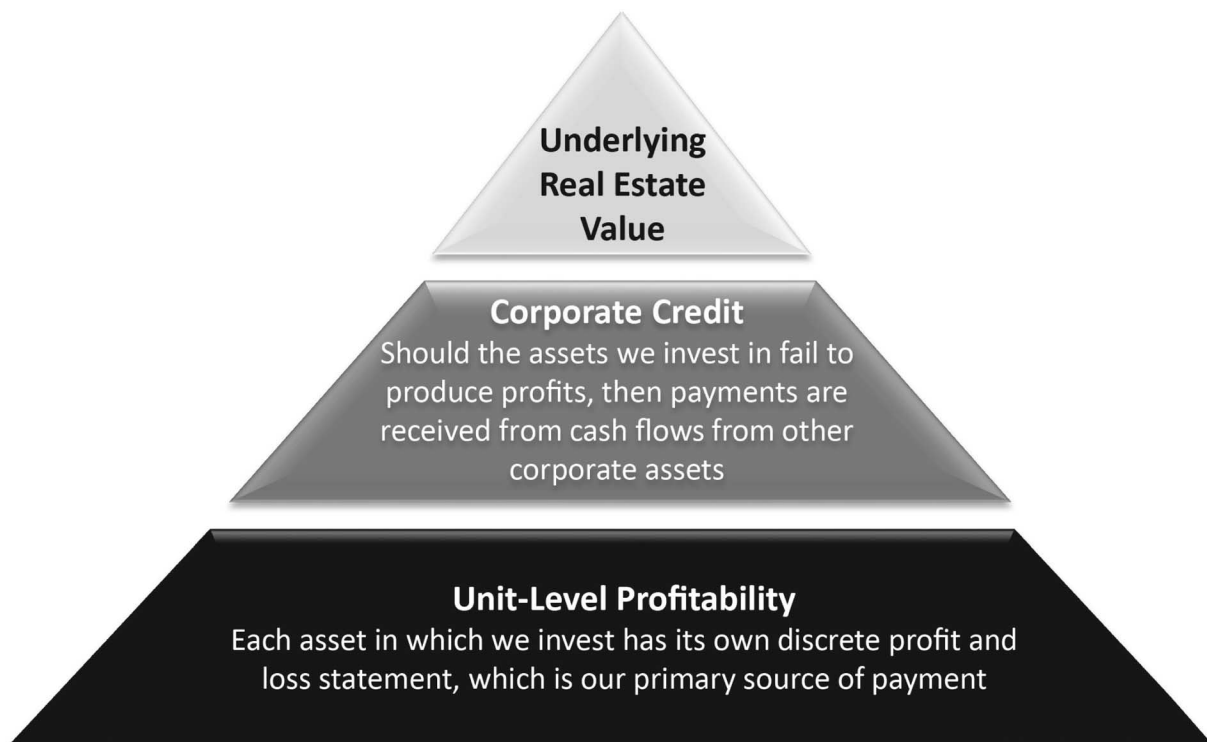 Underlying
Real Estate
Value
Corporate Credit
Should the assets we invest in fail to
produce profits, then payments are
received from cash flows from other
corporate assets
Unit-Level Profitability
Each asset in which we invest has its own discrete profit and
loss statement, which is our primary source of payment